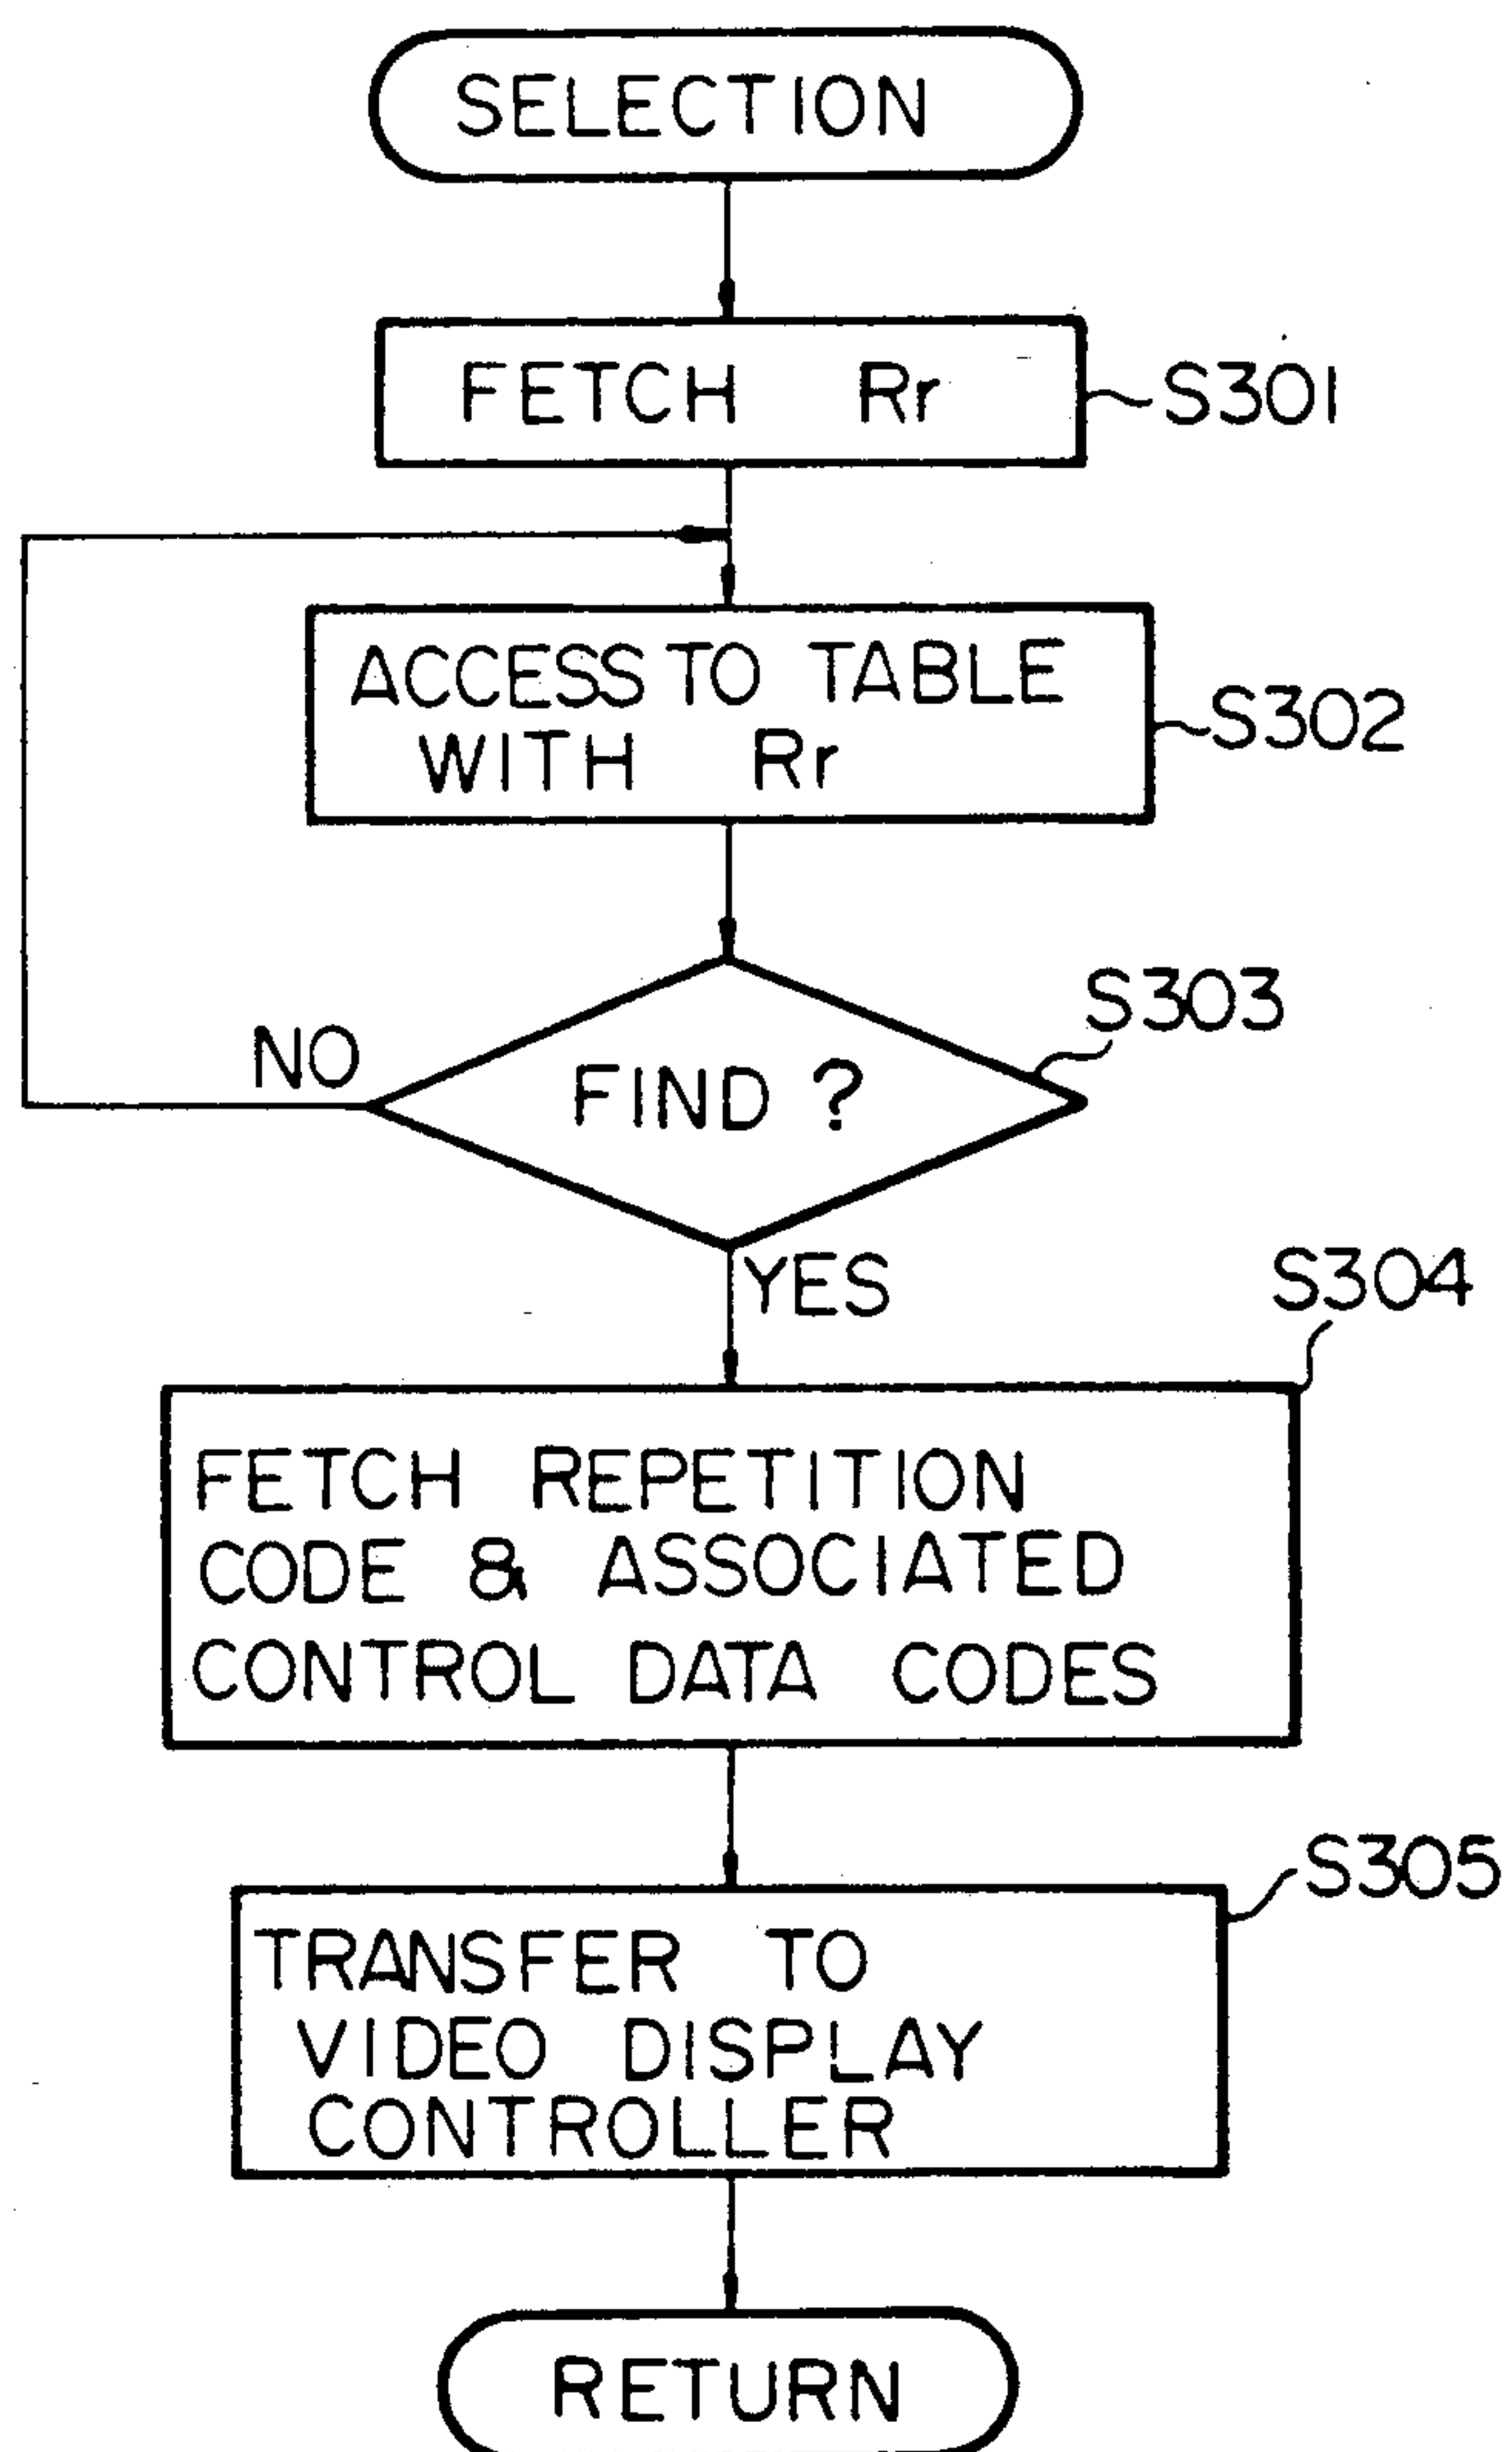 SELECTION
FETCH Rr
S301
ACCESS TO TABLE
WITH Rr
S302
S303
NO
FIND ?
YES
S304
FETCH REPETITION
CODE & ASSOCIATED
CONTROL DATA CODES
S305
TRANSFER TO
VIDEO DISPLAY
CONTROLLER
RETURN